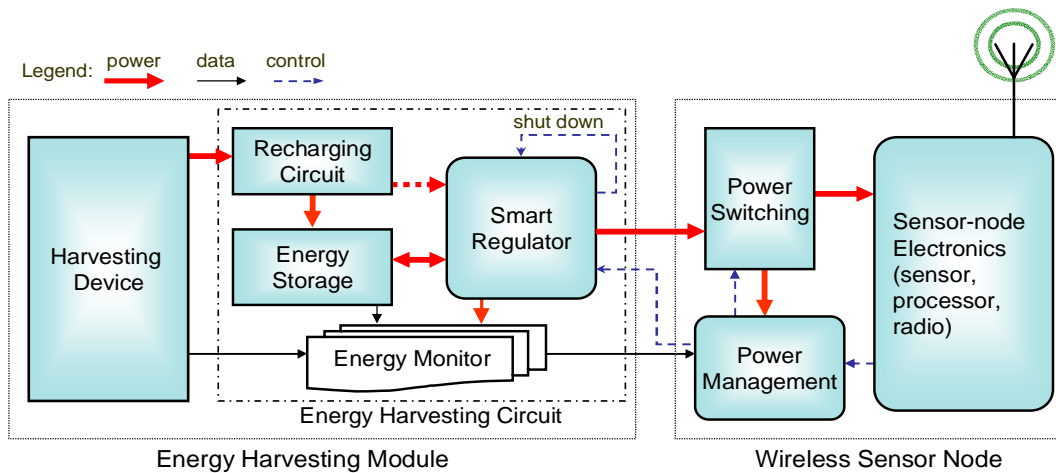 Legend:
power
data
control
shut down
Recharging
Circuit
Harvesting
Device
Energy
Storage
Smart
Regulator
Energy Monitor
Energy Harvesting Circuit
Energy Harvesting Module
Power
Switching
Power
Management
Sensor-node
Electronics
(sensor,
processor,
radio)
Wireless Sensor Node